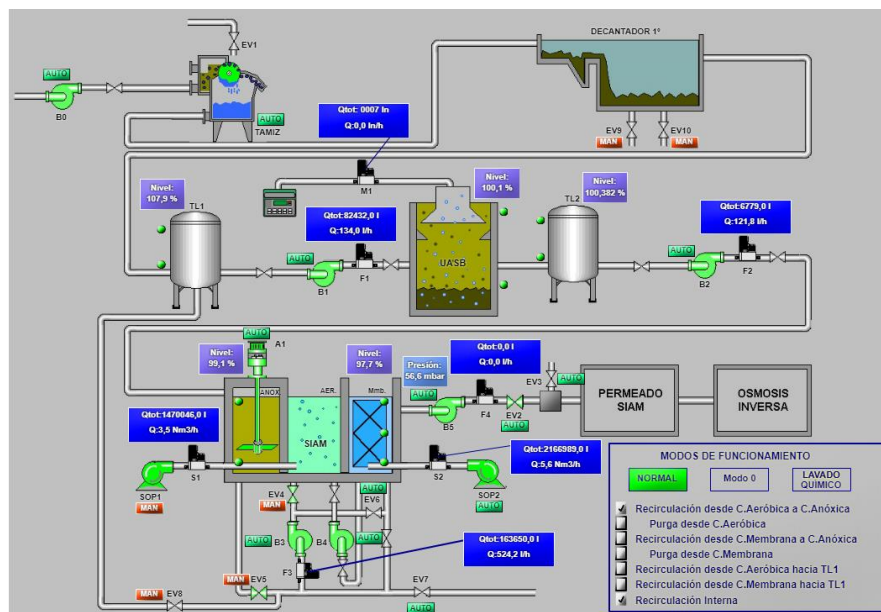 DECANTADOR 1º
EV1
AUTO
B0
AUTO
TAMIZ
Qtot: 0007 ln
Q:0,0 ln/h
EV9
EV10
MAN
MAN
Nivel:
107,9 %
TL1
M1
Nivel:
100,1 %
Nivel:
100,382 %
TL2
Qtot:82432,0 l
Q:134,0 l/h
Qtot:6779,0 l
Q:121,8 l/h
AUTO
B1
F1
UASB
AUTO
AUTO
B2
F2
AUTO
A1
Nivel:
99,1 %
Nivel:
97,7 %
Presión:
56,6 mbar
Qtot:0,0 l
Q:0,0 l/h
ANOX
AER.
Mmb.
AUTO
B5
F4
EV2
AUTO
EV3
AUTO
PERMEADO
SIAM
OSMOSIS
INVERSA
Qtot:1470046,0 l
Q:3,5 Nm3/h
SIAM
Qtot:2166989,0 l
Q:5,6 Nm3/h
SOP1
MAN
S1
S2
SOP2
AUTO
MAN
EV4
AUTO
EV6
AUTO
B3
B4
AUTO
F3
Qtot:163650,0 l
Q:524,2 l/h
MAN
EV5
EV7
AUTO
MAN
EV8
MODOS DE FUNCIONAMIENTO
NORMAL
Modo 0
LAVADO
QUÍMICO
Recirculación desde C.Aeróbica a C.Anóxica
Purga desde C.Aeróbica
Recirculación desde C.Membrana a C.Anóxica
Purga desde C.Membrana
Recirculación desde C.Aeróbica hacia TL1
Recirculación desde C.Membrana hacia TL1
Recirculación Interna